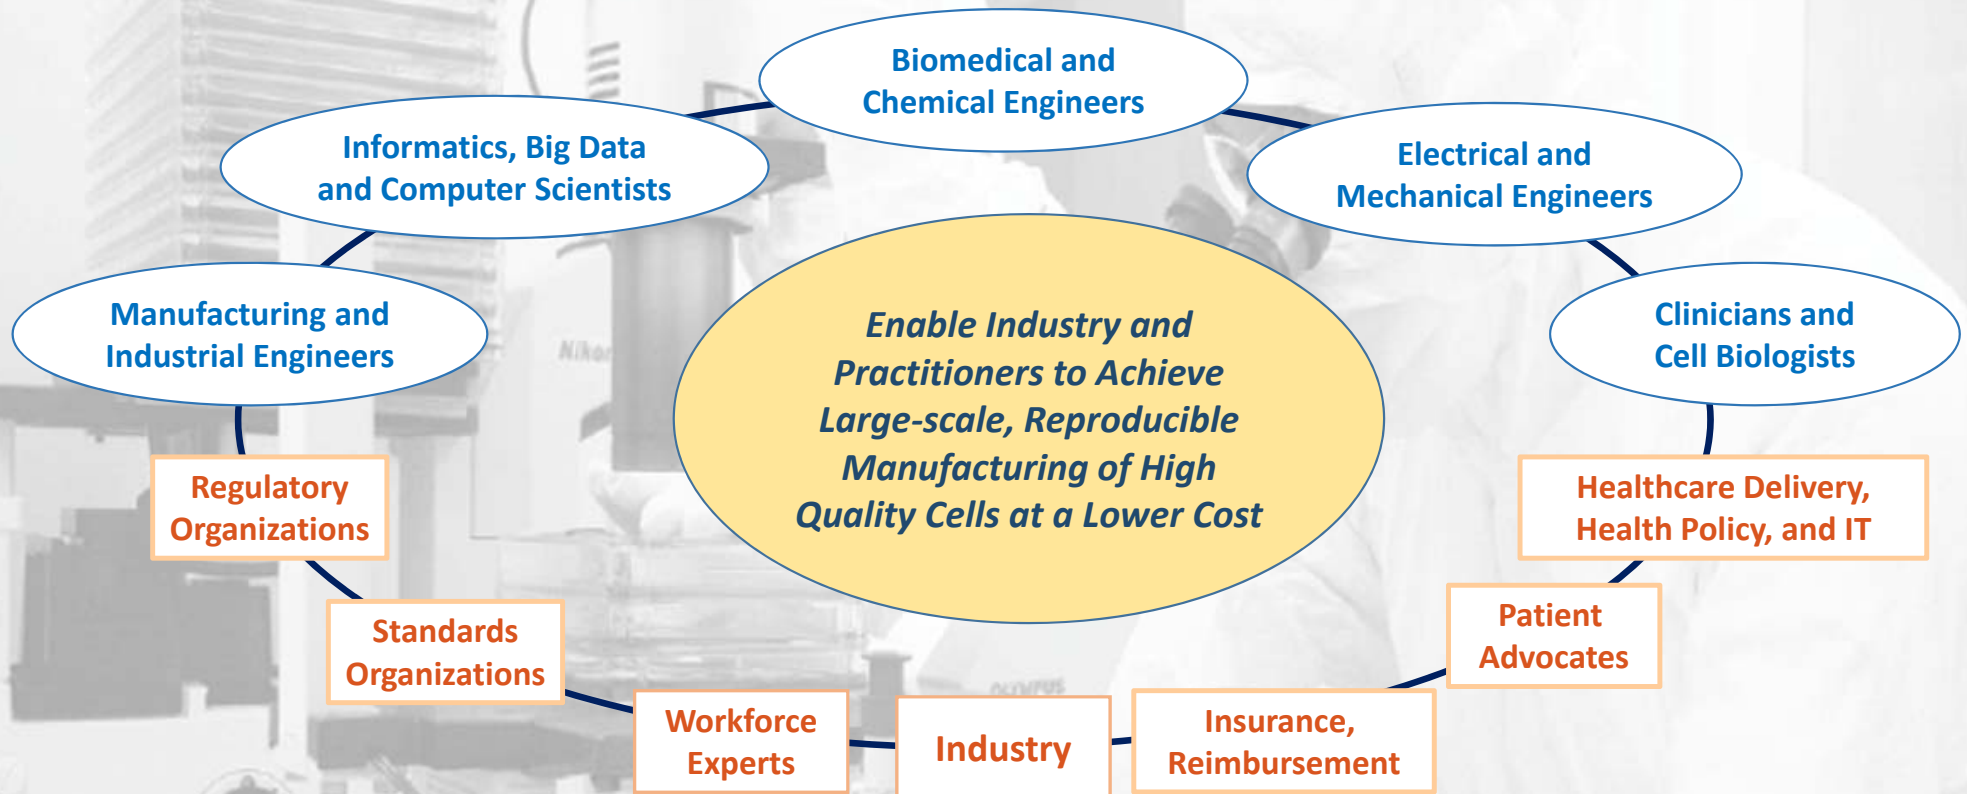 Biomedical and
Chemical Engineers
Informatics, Big Data
and Computer Scientists
Electrical and
Mechanical Engineers
Manufacturing and
Industrial Engineers
Clinicians and
Cell Biologists
Enable Industry and
Practitioners to Achieve
Large-scale, Reproducible
Manufacturing of High
Quality Cells at a Lower Cost
Nikon
Regulatory
Organizations
Healthcare Delivery,
Health Policy, and IT
Standards
Organizations
Patient
Advocates
OLYMPUS
Workforce
Experts
Industry
Insurance,
Reimbursement